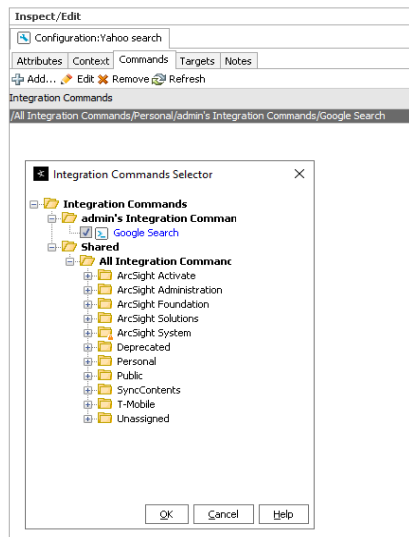 Inspect/Edit
Configuration:Yahoo search
Attributes Context Commands Targets Notes
Add... Edit Remove Refresh
Integration Commands
/All Integration Commands/Personal/admin's Integration Commands/Google Search
Integration Commands Selector
Integration Commands
admin's Integration Comman
Google Search
Shared
All Integration Commanc
ArcSight Activate
ArcSight Administration
ArcSight Foundation
ArcSight Solutions
ArcSight System
Deprecated
Personal
Public
SyncContents
T-Mobile
Unassigned
OK Cancel Help